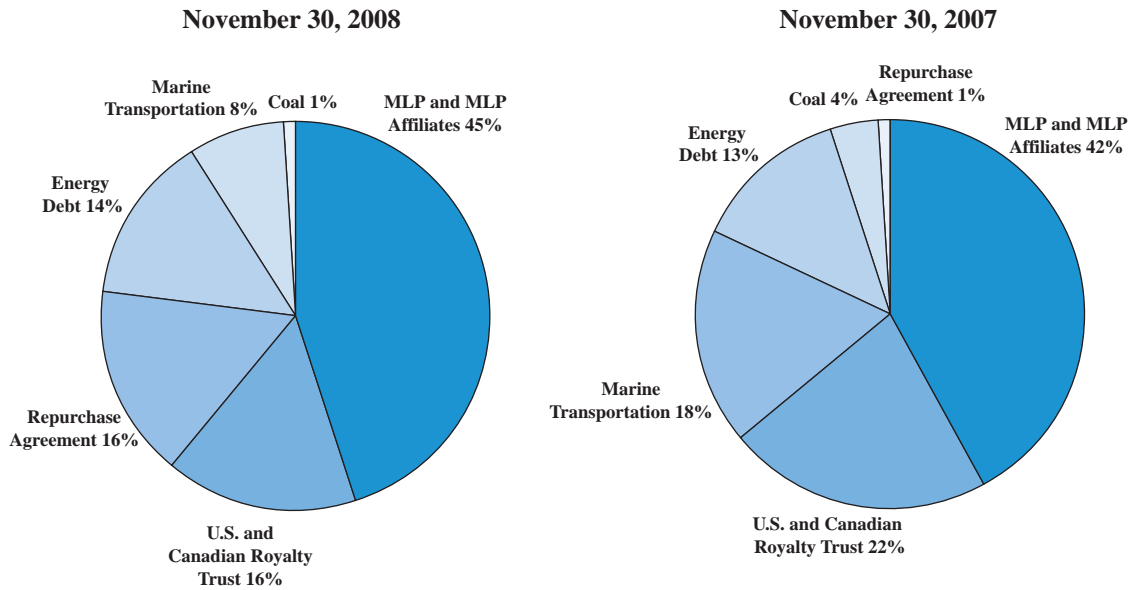 November 30, 2008
Marine
Transportation 8%
Coal 1%
MLP and MLP
Affiliates 45%
Energy
Debt 14%
Repurchase
Agreement 16%
U.S. and
Canadian Royalty
Trust 16%
November 30, 2007
Repurchase
Agreement 1%
Coal 4%
MLP and MLP
Affiliates 42%
Energy
Debt 13%
Marine
Transportation 18%
U.S. and Canadian
Royalty Trust 22%